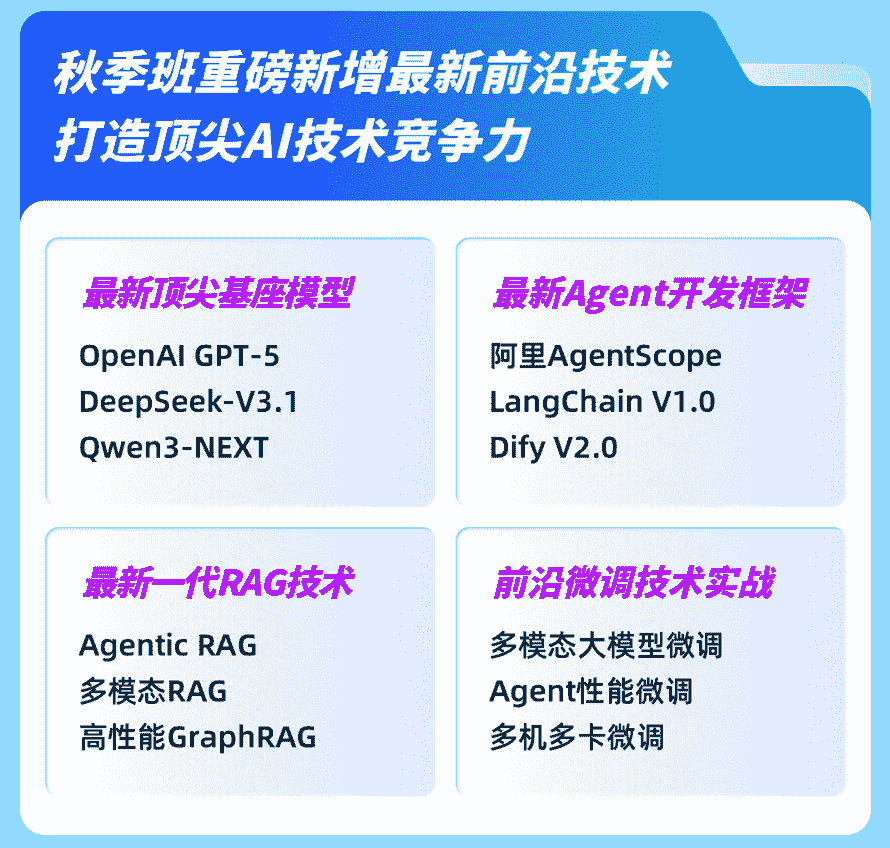 秋季班重磅新增最新前沿技术
打造顶尖AI技术竞争力
最新顶尖基座模型
OpenAI GPT-5
DeepSeek-V3.1
Qwen3-NEXT
最新Agent开发框架
阿里AgentScope
LangChain V1.0
Dify V2.0
最新一代RAG技术
Agentic RAG
多模态RAG
高性能GraphRAG
前沿微调技术实战
多模态大模型微调
Agent性能微调
多机多卡微调